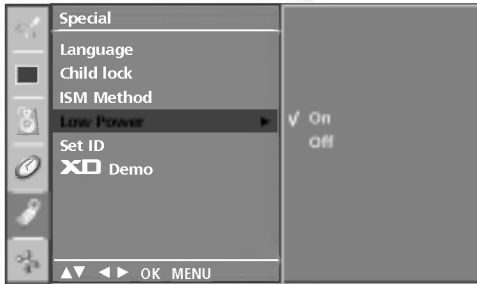 Special
Language
Child lock
ISM Method
Low Power ►
√ On
Off
Set ID
XD Demo
▲▼ ◄► OK MENU